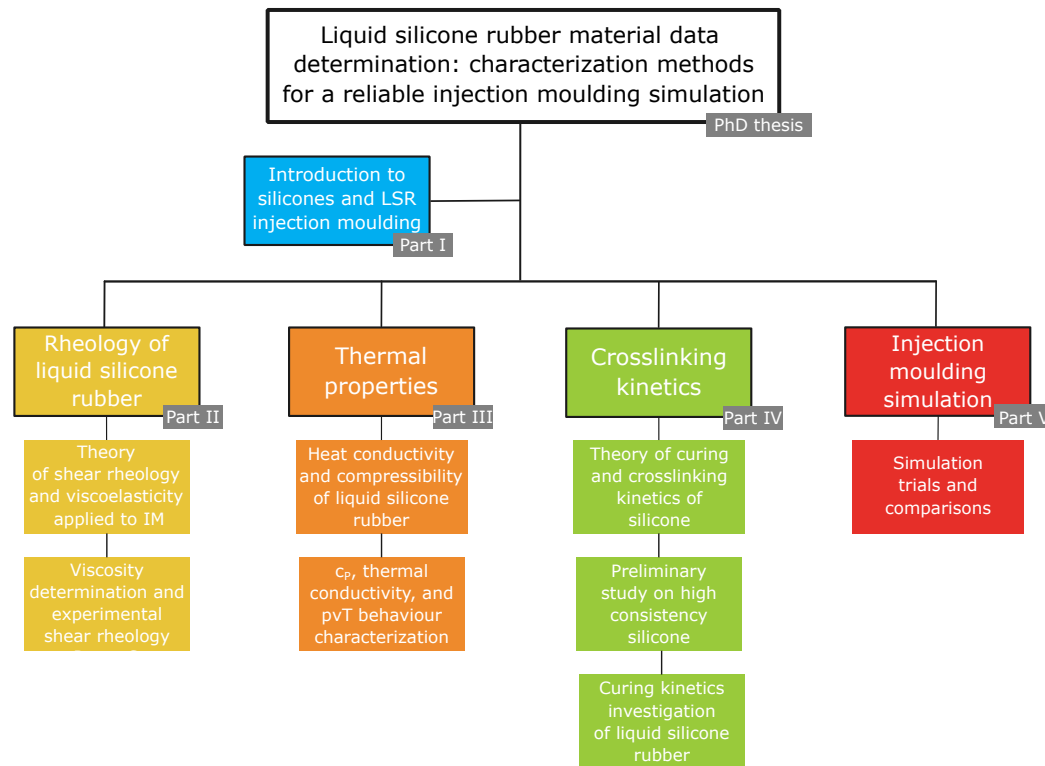 Liquid silicone rubber material data
determination: characterization methods
for a reliable injection moulding simulation
PhD thesis
Introduction to
silicones and LSR
injection moulding
Part I
Rheology of
liquid silicone
rubber
Part II
Theory
of shear rheology
and viscoelasticity
applied to IM
Viscosity
determination and
experimental
shear rheology
Thermal
properties
Part III
Heat conductivity
and compressibility
of liquid silicone
rubber
cₚ, thermal
conductivity, and
pvT behaviour
characterization
Crosslinking
kinetics
Part IV
Theory of curing
and crosslinking
kinetics of
silicone
Preliminary
study on high
consistency
silicone
Curing kinetics
investigation
of liquid silicone
rubber
Injection
moulding
simulation
Part V
Simulation
trials and
comparisons